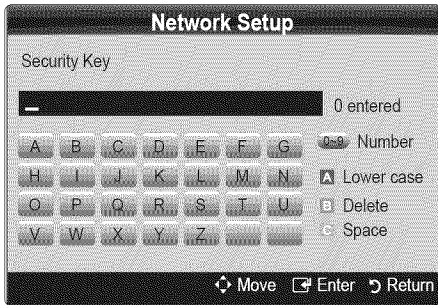 Network Setup
Security Key
_
0 entered
A B C D E F G
0~9 Number
H I J K L M N
A Lower case
O P Q R S T U
B Delete
V W X Y Z
C Space
Move Enter Return